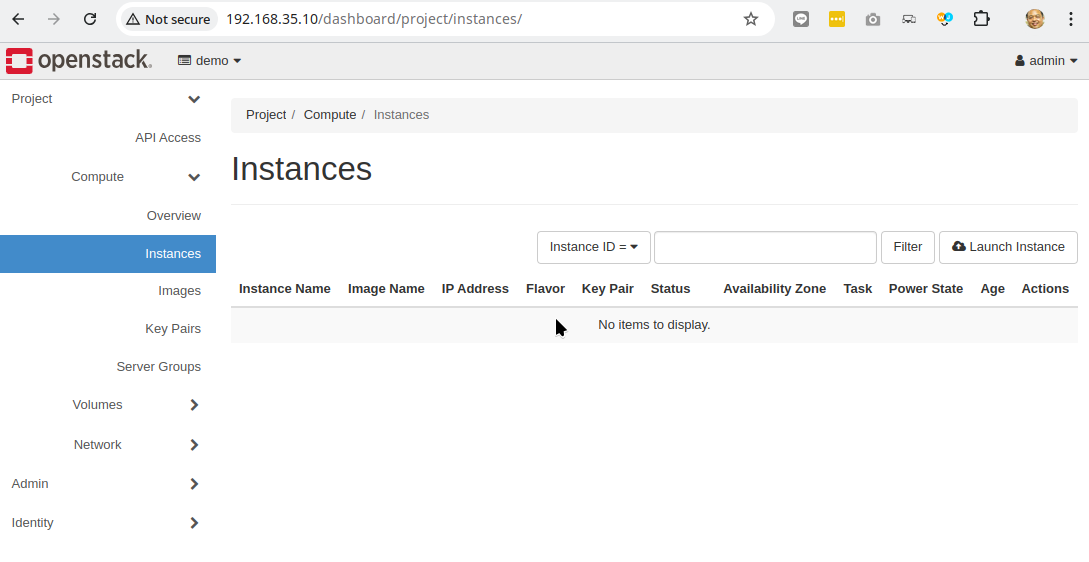 Not secure 192.168.35.10/dashboard/project/instances/
openstack. demo admin
Project
API Access
Compute
Overview
Instances
Images
Key Pairs
Server Groups
Volumes
Network
Admin
Identity
Project / Compute / Instances
Instances
Instance ID = Filter Launch Instance
Instance Name Image Name IP Address Flavor Key Pair Status Availability Zone Task Power State Age Actions
No items to display.